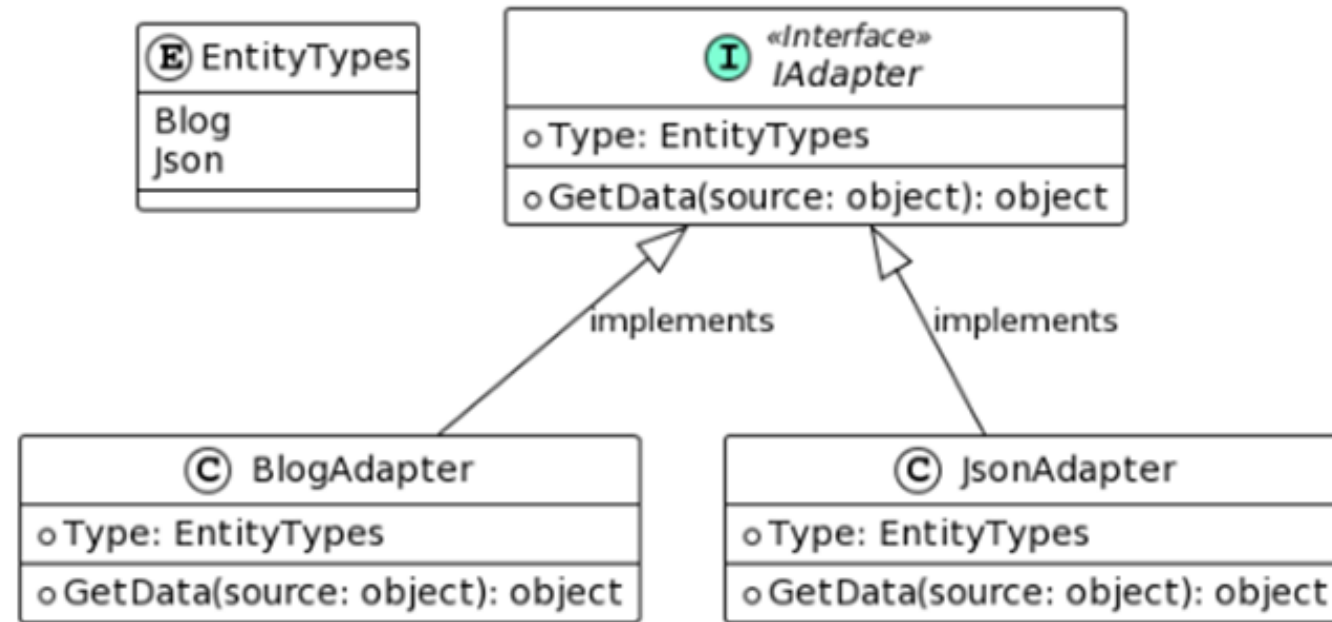 E EntityTypes
Blog
Json
«Interface»
I IAdapter
Type: EntityTypes
GetData(source: object): object
implements
implements
C BlogAdapter
Type: EntityTypes
GetData(source: object): object
C JsonAdapter
Type: EntityTypes
GetData(source: object): object